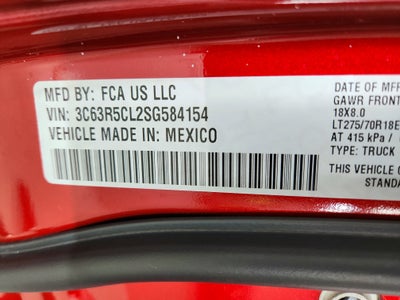 MFD BY: FCA US LLC
VIN: 3C63R5CL2SG584154
VEHICLE MADE IN: MEXICO
DATE OF MF
GAWR FRONT
18X8.0
LT275/70R18E
AT 415 kPa /
TYPE: TRUCK
THIS VEHICLE
STANDA